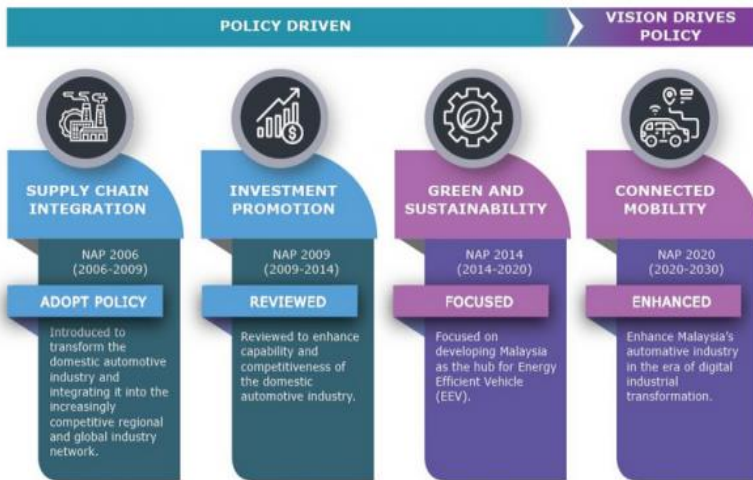 POLICY DRIVEN
VISION DRIVES
POLICY
SUPPLY CHAIN
INTEGRATION
NAP 2006
(2006-2009)
ADOPT POLICY
Introduced to
transform the
domestic automotive
industry and
integrating it into the
increasingly
competitive regional
and global industry
network.
INVESTMENT
PROMOTION
NAP 2009
(2009-2014)
REVIEWED
Reviewed to enhance
capability and
competitiveness of
the domestic
automotive industry.
GREEN AND
SUSTAINABILITY
NAP 2014
(2014-2020)
FOCUSED
Focused on
developing Malaysia
as the hub for Energy
Efficient Vehicle
(EEV).
CONNECTED
MOBILITY
NAP 2020
(2020-2030)
ENHANCED
Enhance Malaysia's
automative industry
in the era of digital
industrial
transformation.